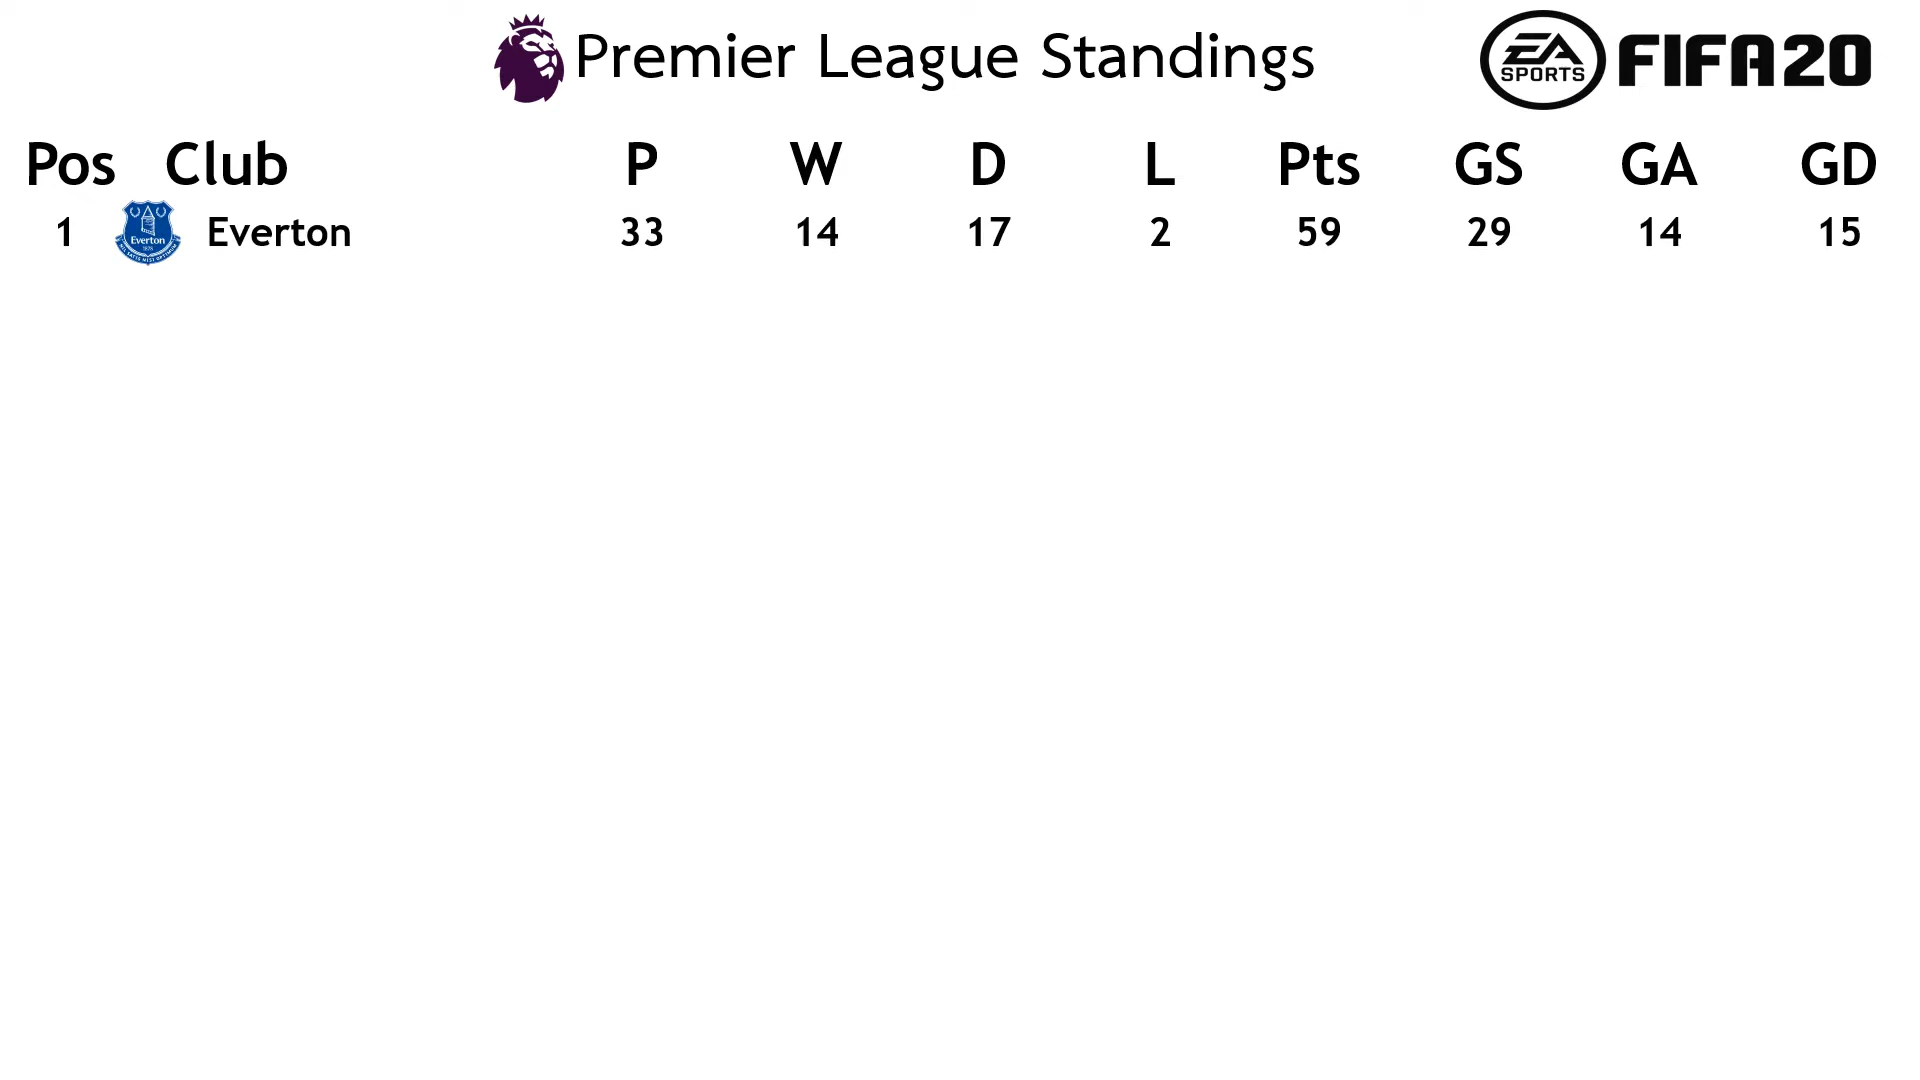 Premier League Standings
EA SPORTS FIFA20
Pos Club P W D L Pts GS GA GD
1 Everton Everton 33 14 17 2 59 29 14 15